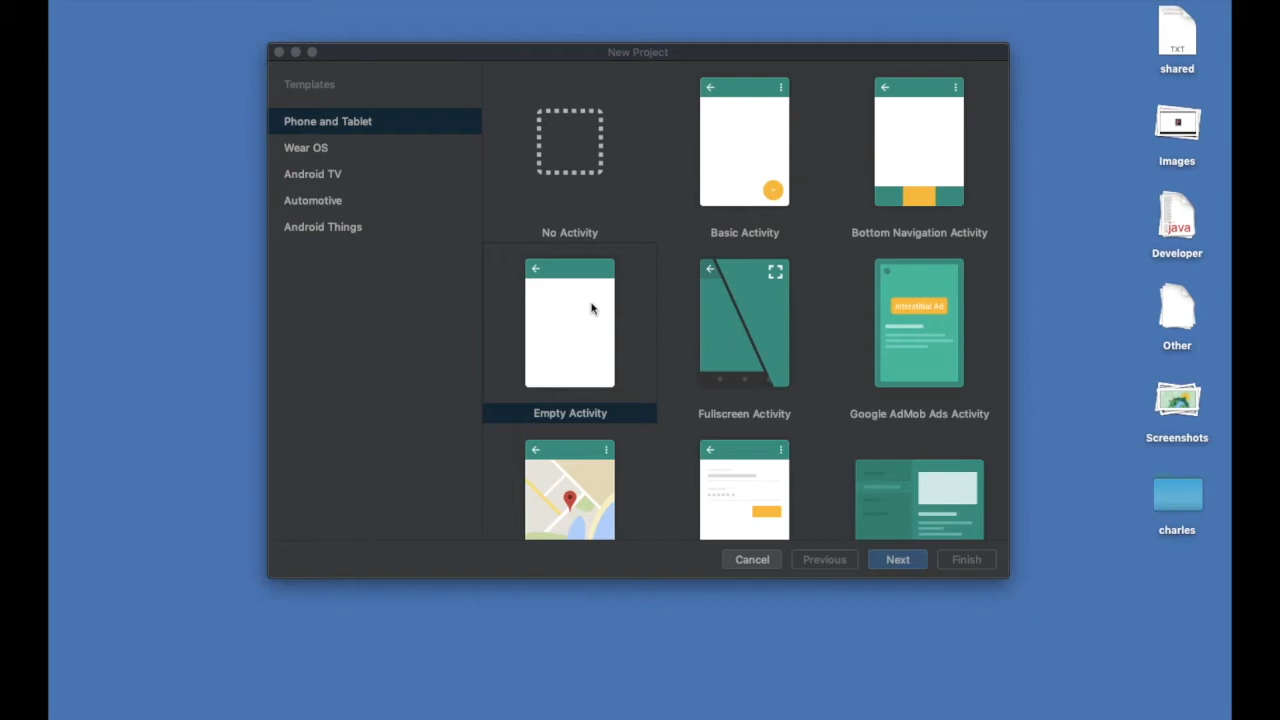 New Project
Templates
Phone and Tablet
Wear OS
Android TV
Automotive
Android Things
No Activity
Basic Activity
Bottom Navigation Activity
Interstitial Ad
Empty Activity
Fullscreen Activity
Google AdMob Ads Activity
Cancel
Previous
Next
Finish
TXT
shared
Images
java
Developer
Other
Screenshots
charles